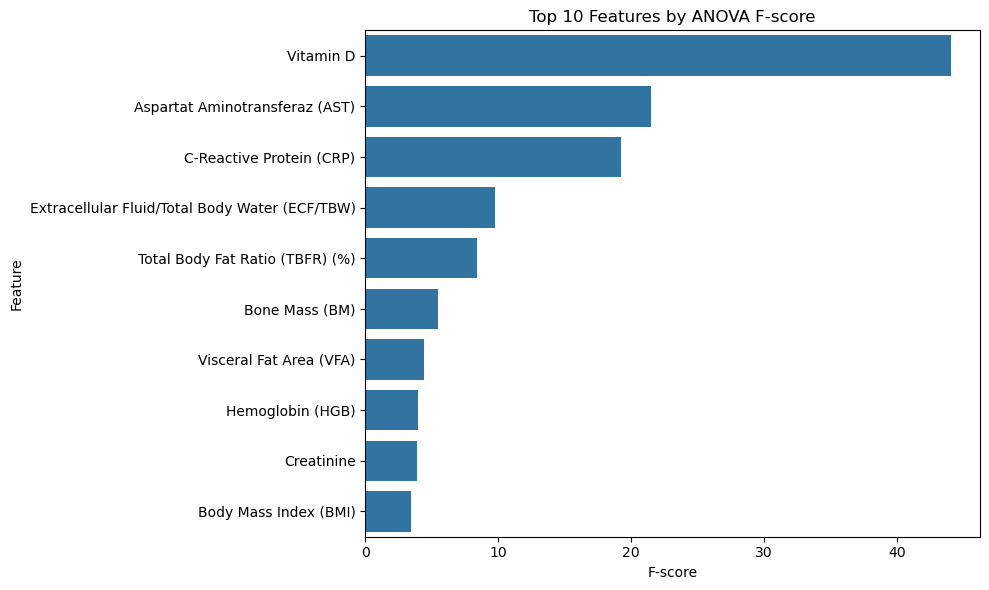 Top 10 Features by ANOVA F-score
Vitamin D
Aspartat Aminotransferaz (AST)
C-Reactive Protein (CRP)
Extracellular Fluid/Total Body Water (ECF/TBW)
Total Body Fat Ratio (TBFR) (%)
Bone Mass (BM)
Visceral Fat Area (VFA)
Hemoglobin (HGB)
Creatinine
Body Mass Index (BMI)
Feature
0 10 20 30 40
F-score